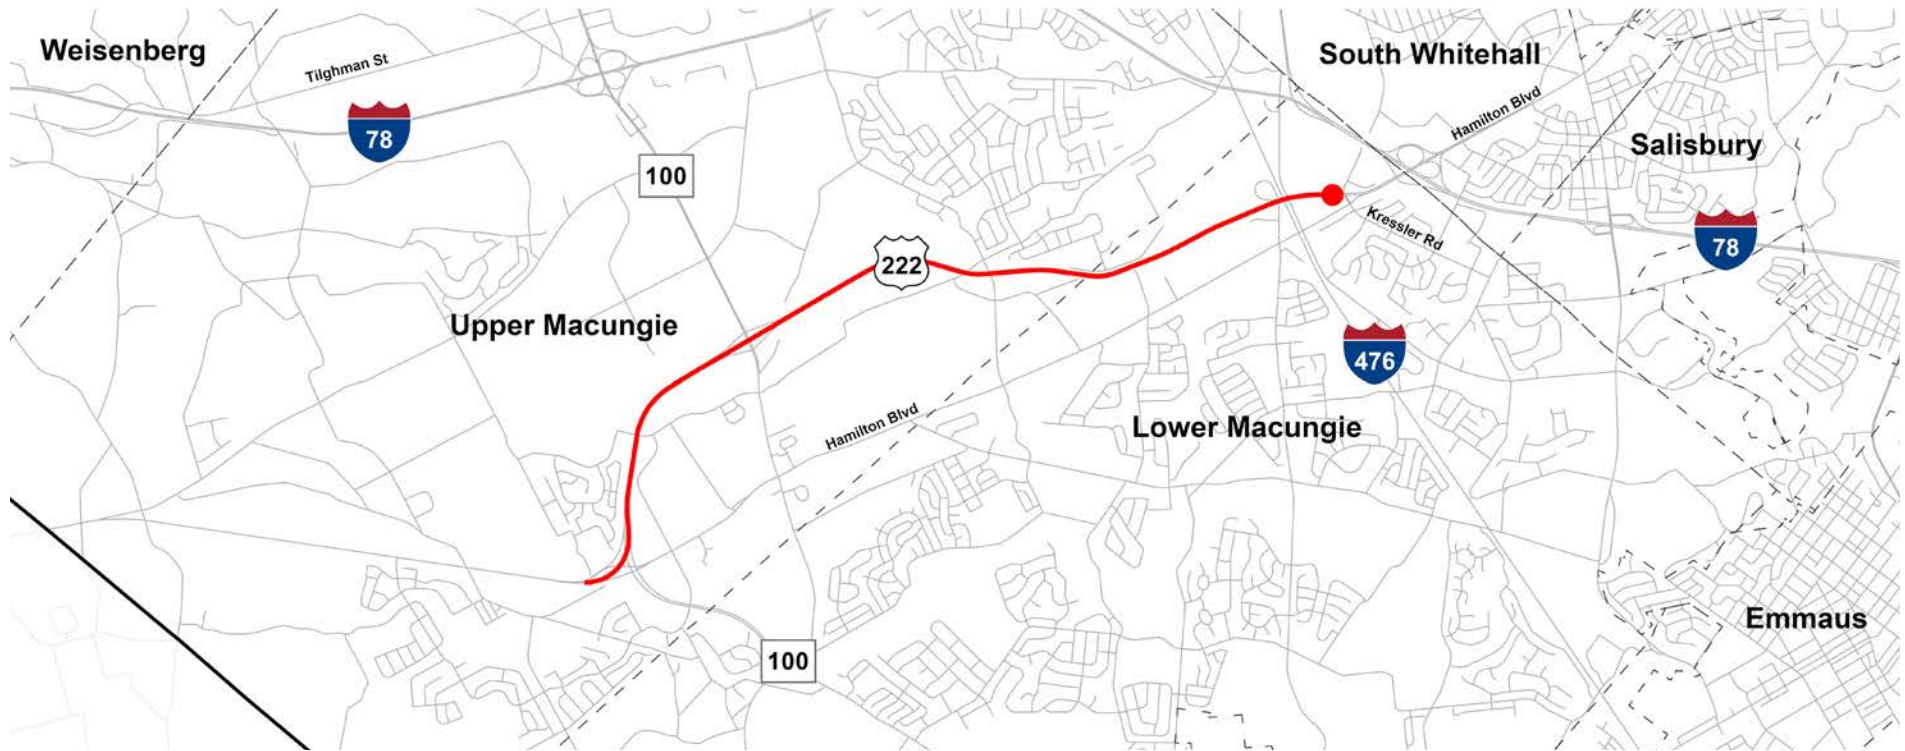 Weisenberg
Tilghman St
78
100
South Whitehall
Hamilton Blvd
Salisbury
Kressler Rd
78
222
Upper Macungie
476
Hamilton Blvd
Lower Macungie
Emmaus
100